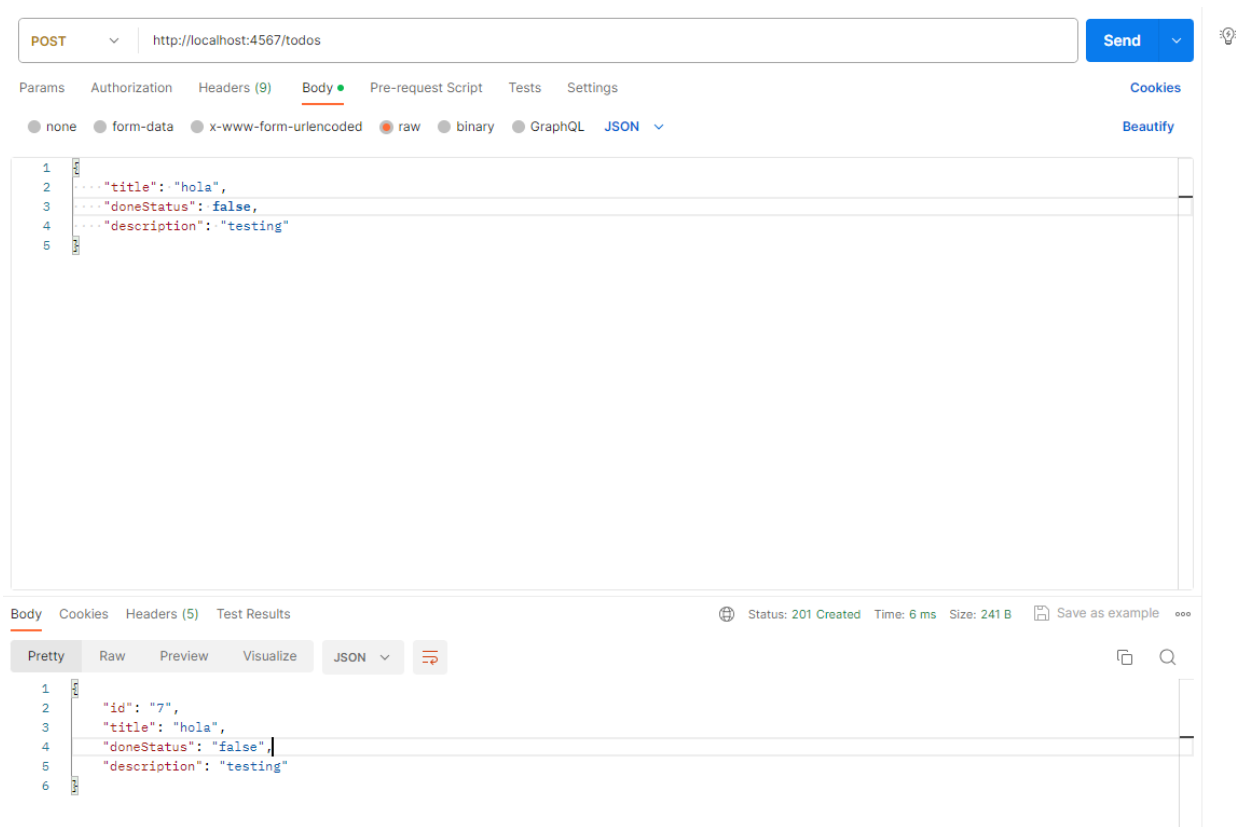 POST http://localhost:4567/todos Send
Params Authorization Headers (9) Body Pre-request Script Tests Settings Cookies
none form-data x-www-form-urlencoded raw binary GraphQL JSON Beautify
1 {
2 "title": "hola",
3 "doneStatus": false,
4 "description": "testing"
5 }
Body Cookies Headers (5) Test Results Status: 201 Created Time: 6 ms Size: 241 B Save as example
Pretty Raw Preview Visualize JSON
1 {
2 "id": "7",
3 "title": "hola",
4 "doneStatus": "false",
5 "description": "testing"
6 }